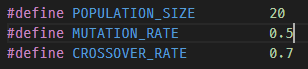 #define POPULATION_SIZE 20
#define MUTATION_RATE 0.5
#define CROSSOVER_RATE 0.7